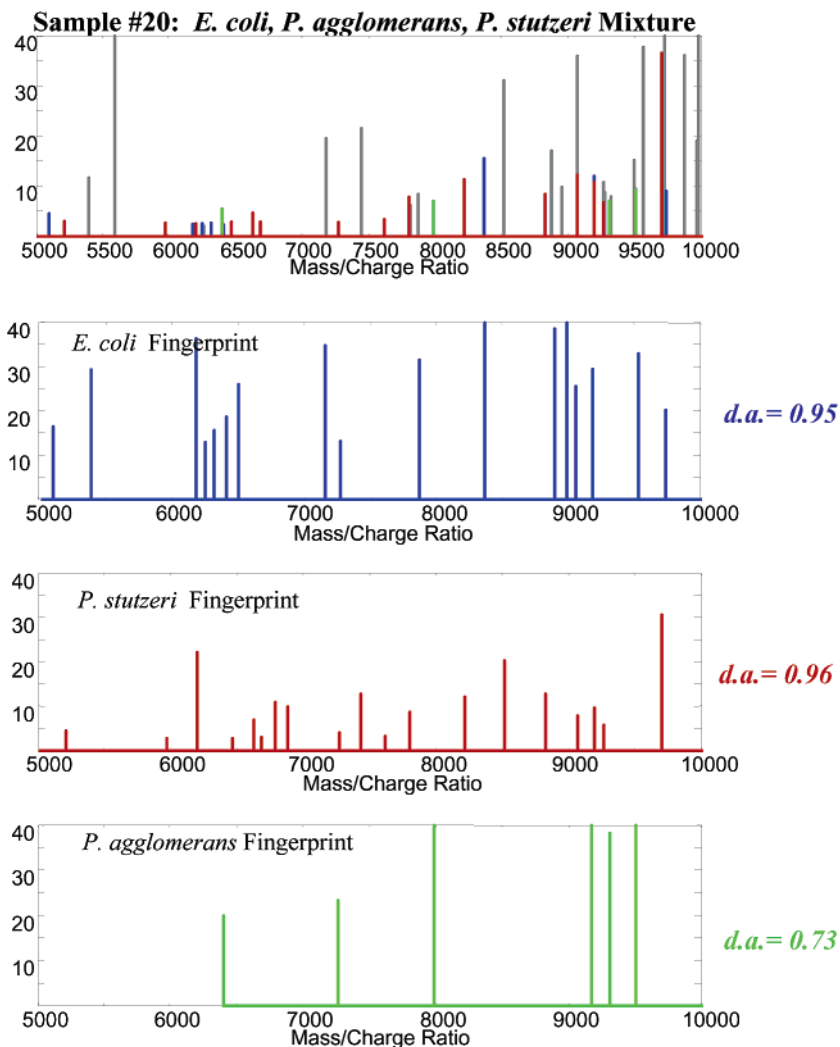 Sample #20: E. coli, P. agglomerans, P. stutzeri Mixture
40
30
20
10
5000 5500 6000 6500 7000 7500 8000 8500 9000 9500 10000
Mass/Charge Ratio
40
E. coli Fingerprint
30
d.a.= 0.95
20
10
5000 6000 7000 8000 9000 10000
Mass/Charge Ratio
40
P. stutzeri Fingerprint
30
d.a.= 0.96
20
10
5000 6000 7000 8000 9000 10000
Mass/Charge Ratio
40
P. agglomerans Fingerprint
30
20
d.a.= 0.73
10
5000 6000 7000 8000 9000 10000
Mass/Charge Ratio